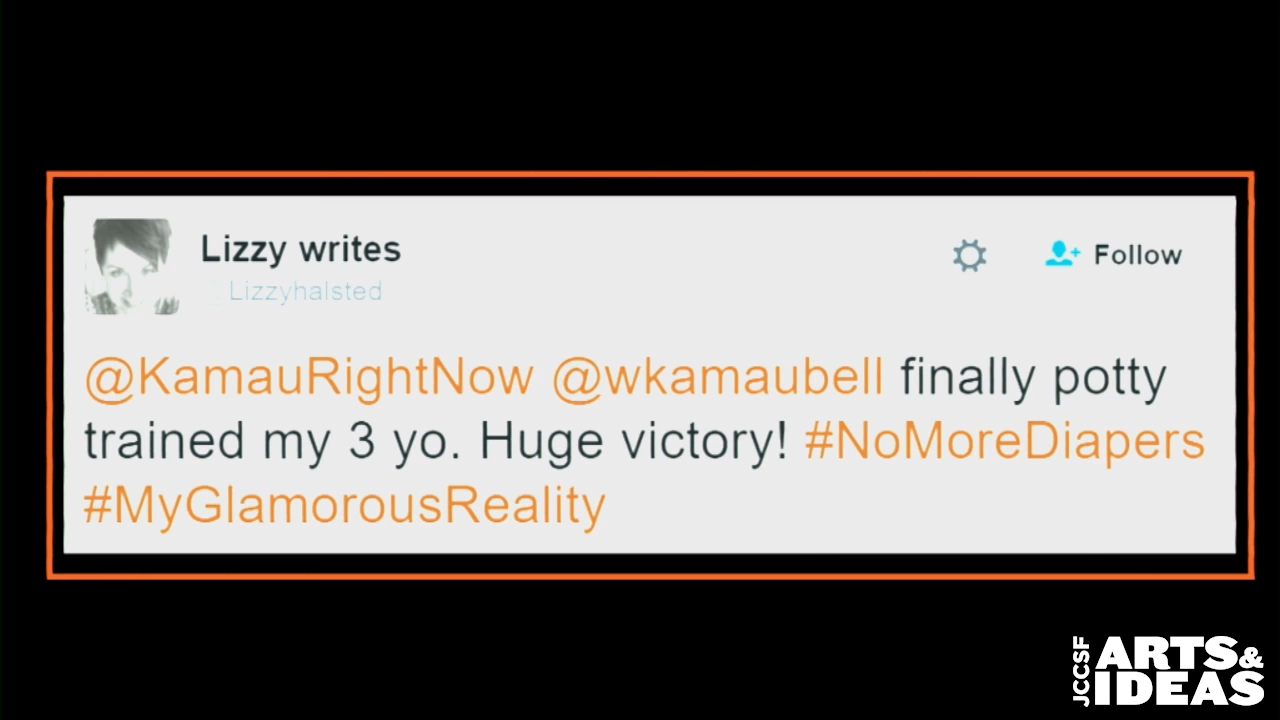 Lizzy writes
Lizzyhalsted
Follow
@KamauRightNow @wkamaubell finally potty
trained my 3 yo. Huge victory! #NoMoreDiapers
#MyGlamorousReality
JCCSF
ARTS&
IDEAS